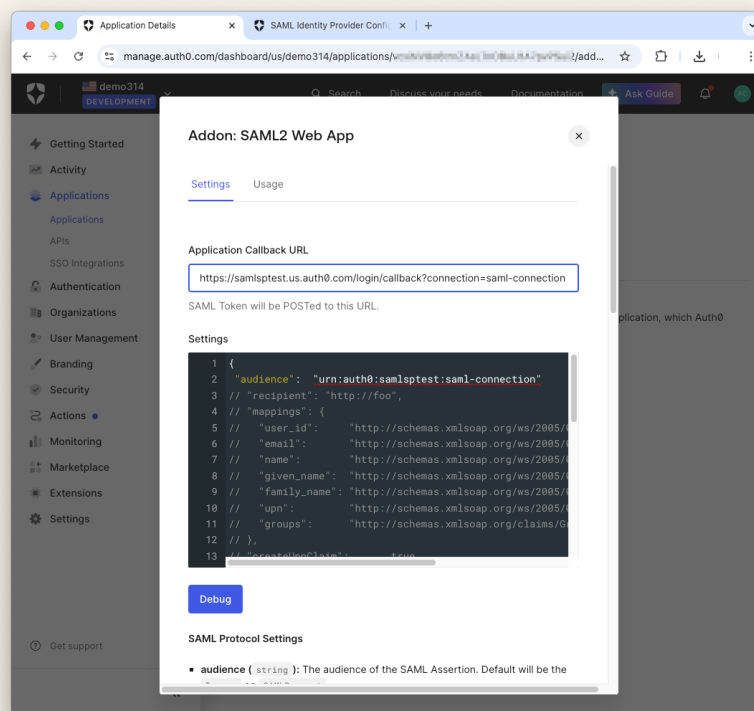 Application Details
SAML Identity Provider Confi
manage.auth0.com/dashboard/us/demo314/applications/
/add...
demo314
DEVELOPMENT
Search
Discuss your needs
Documentation
Ask Guide
Getting Started
Activity
Applications
Applications
APIs
SSO Integrations
Authentication
Organizations
User Management
Branding
Security
Actions
Monitoring
Marketplace
Extensions
Settings
Get support
plication, which Auth0
Addon: SAML2 Web App
Settings Usage
Application Callback URL
https://samlsptest.us.auth0.com/login/callback?connection=saml-connection
SAML Token will be POSTed to this URL.
Settings
1 {
2 "audience": "urn:auth0:samlsptest:saml-connection"
3 // "recipient": "http://foo",
4 // "mappings": {
5 // "user_id": "http://schemas.xmlsoap.org/ws/2005/
6 // "email": "http://schemas.xmlsoap.org/ws/2005/
7 // "name": "http://schemas.xmlsoap.org/ws/2005/
8 // "given_name": "http://schemas.xmlsoap.org/ws/2005/
9 // "family_name": "http://schemas.xmlsoap.org/ws/2005/
10 // "upn": "http://schemas.xmlsoap.org/ws/2005/
11 // "groups": "http://schemas.xmlsoap.org/claims/G
12 // },
13 // "createUpnClaim": true
Debug
SAML Protocol Settings
audience ( string ): The audience of the SAML Assertion. Default will be the